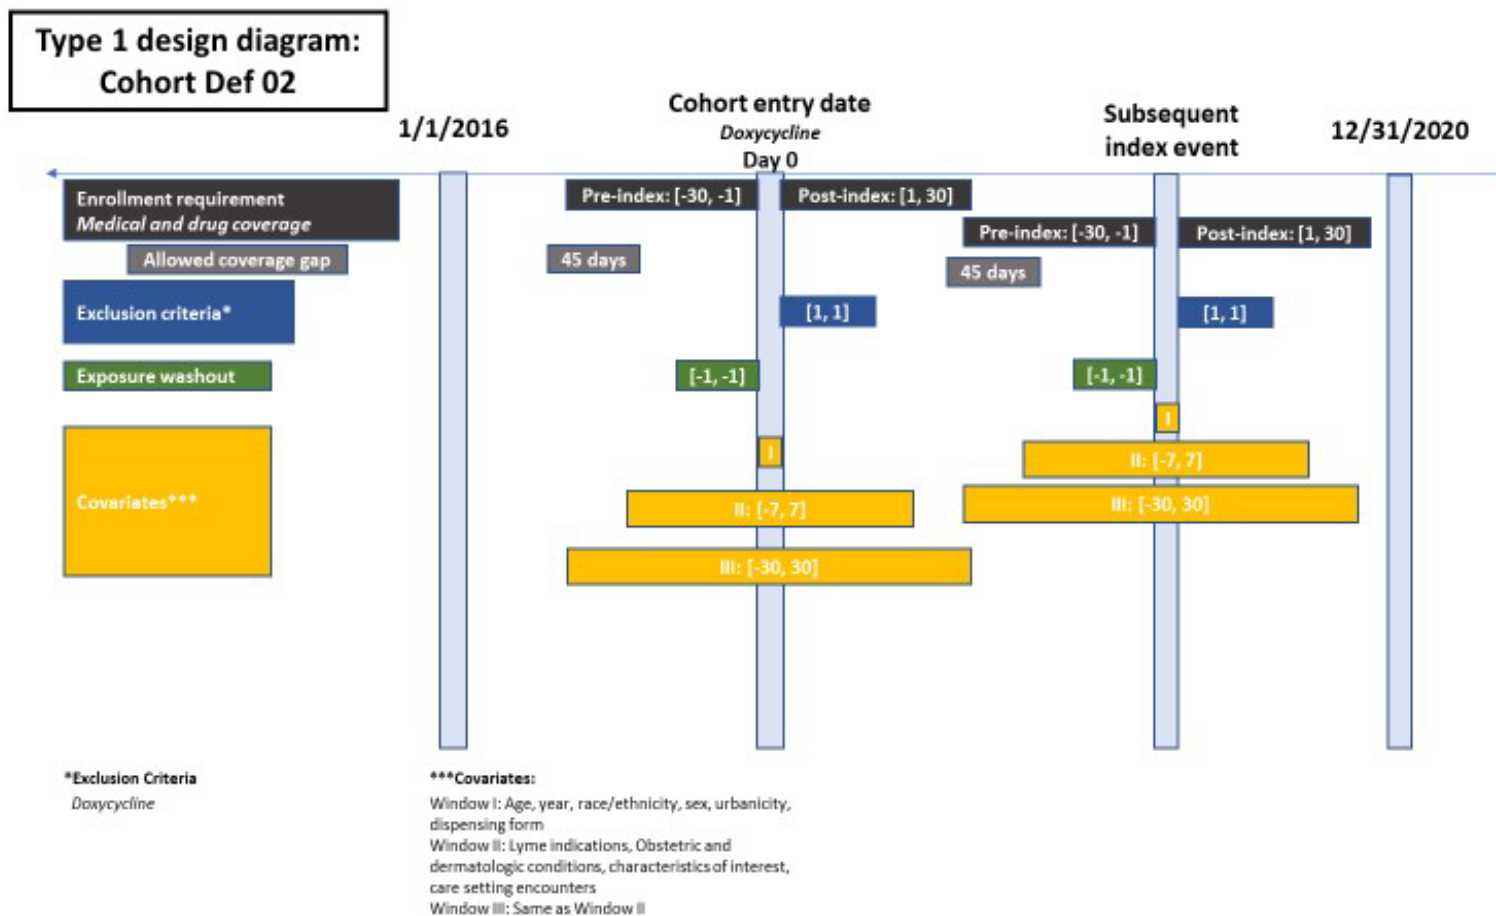 Type 1 design diagram:
Cohort Def 02
1/1/2016
Cohort entry date
Doxycycline
Day 0
Subsequent
index event
12/31/2020
Enrollment requirement
Medical and drug coverage
Pre-index: [-30, -1]
Post-index: [1, 30]
Pre-index: [-30, -1]
Post-index: [1, 30]
Allowed coverage gap
45 days
45 days
Exclusion criteria*
[1, 1]
[1, 1]
Exposure washout
[-1, -1]
[-1, -1]
Covariates***
I
I
II: [-7, 7]
II: [-7, 7]
III: [-30, 30]
III: [-30, 30]
*Exclusion Criteria
Doxycycline
***Covariates:
Window I: Age, year, race/ethnicity, sex, urbanicity,
dispensing form
Window II: Lyme indications, Obstetric and
dermatologic conditions, characteristics of interest,
care setting encounters
Window III: Same as Window II